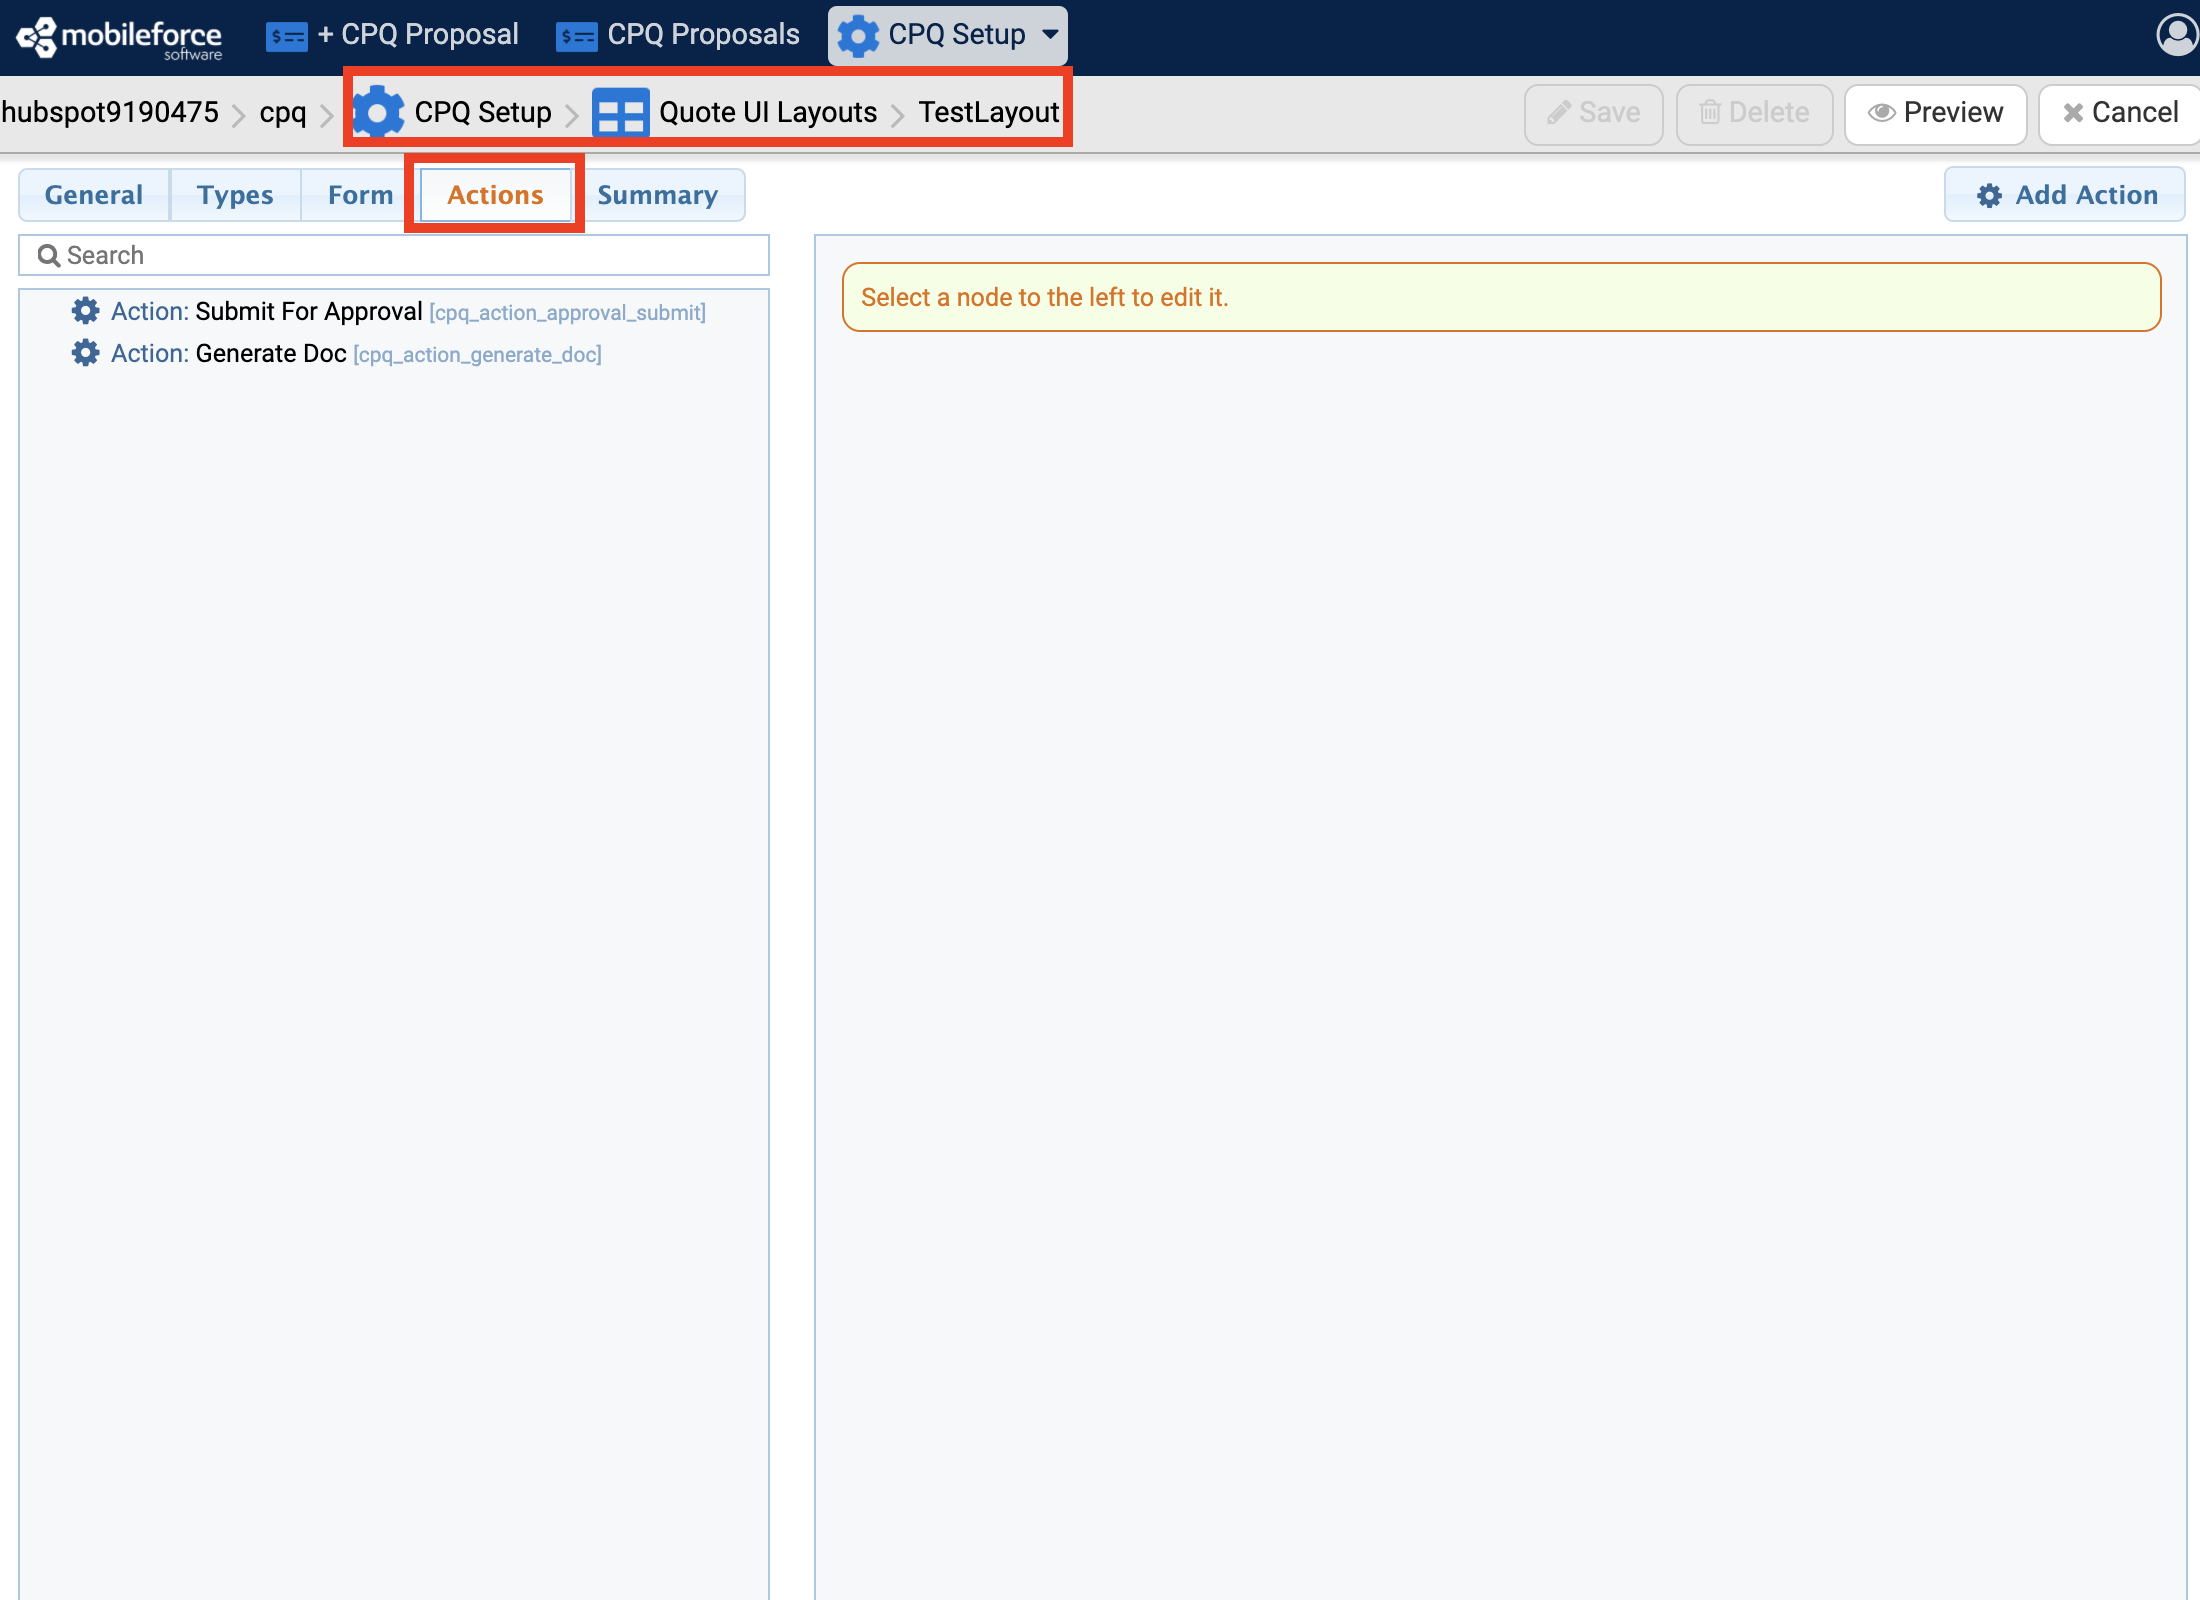 mobileforce
software
+ CPQ Proposal
CPQ Proposals
CPQ Setup
hubspot9190475 > cpq > CPQ Setup > Quote UI Layouts > TestLayout
Save
Delete
Preview
Cancel
General
Types
Form
Actions
Summary
Add Action
Search
Action: Submit For Approval [cpq_action_approval_submit]
Action: Generate Doc [cpq_action_generate_doc]
Select a node to the left to edit it.